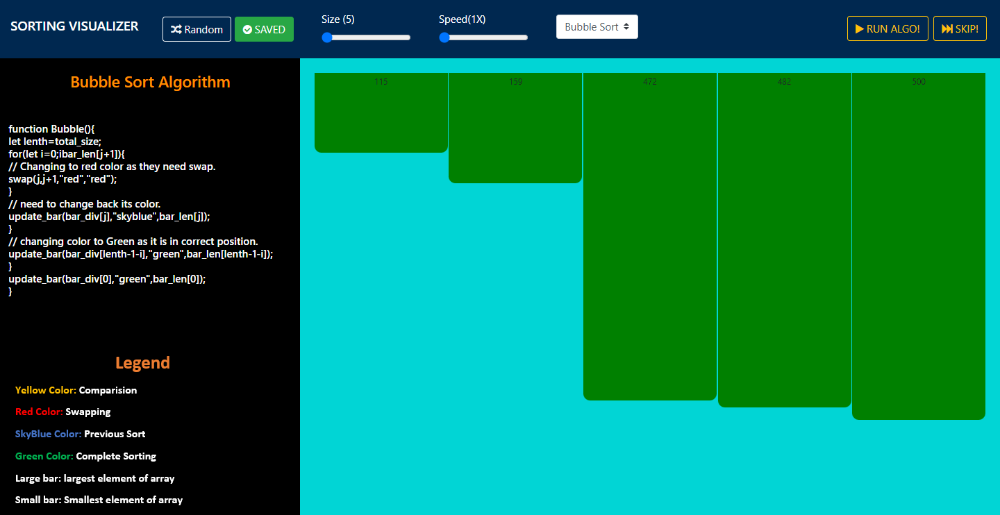 SORTING VISUALIZER
Random
SAVED
Size (5)
Speed(1X)
Bubble Sort
RUN ALGO!
SKIP!
Bubble Sort Algorithm
function Bubble(){
let lenth=total_size;
for(let i=0;ibar_len[j+1]){
// Changing to red color as they need swap.
swap(j,j+1,"red","red");
}
// need to change back its color.
update_bar(bar_div[j],"skyblue",bar_len[j]);
}
// changing color to Green as it is in correct position.
update_bar(bar_div[lenth-1-i],"green",bar_len[lenth-1-i]);
}
update_bar(bar_div[0],"green",bar_len[0]);
}
Legend
Yellow Color: Comparision
Red Color: Swapping
SkyBlue Color: Previous Sort
Green Color: Complete Sorting
Large bar: largest element of array
Small bar: Smallest element of array
115
159
472
482
500